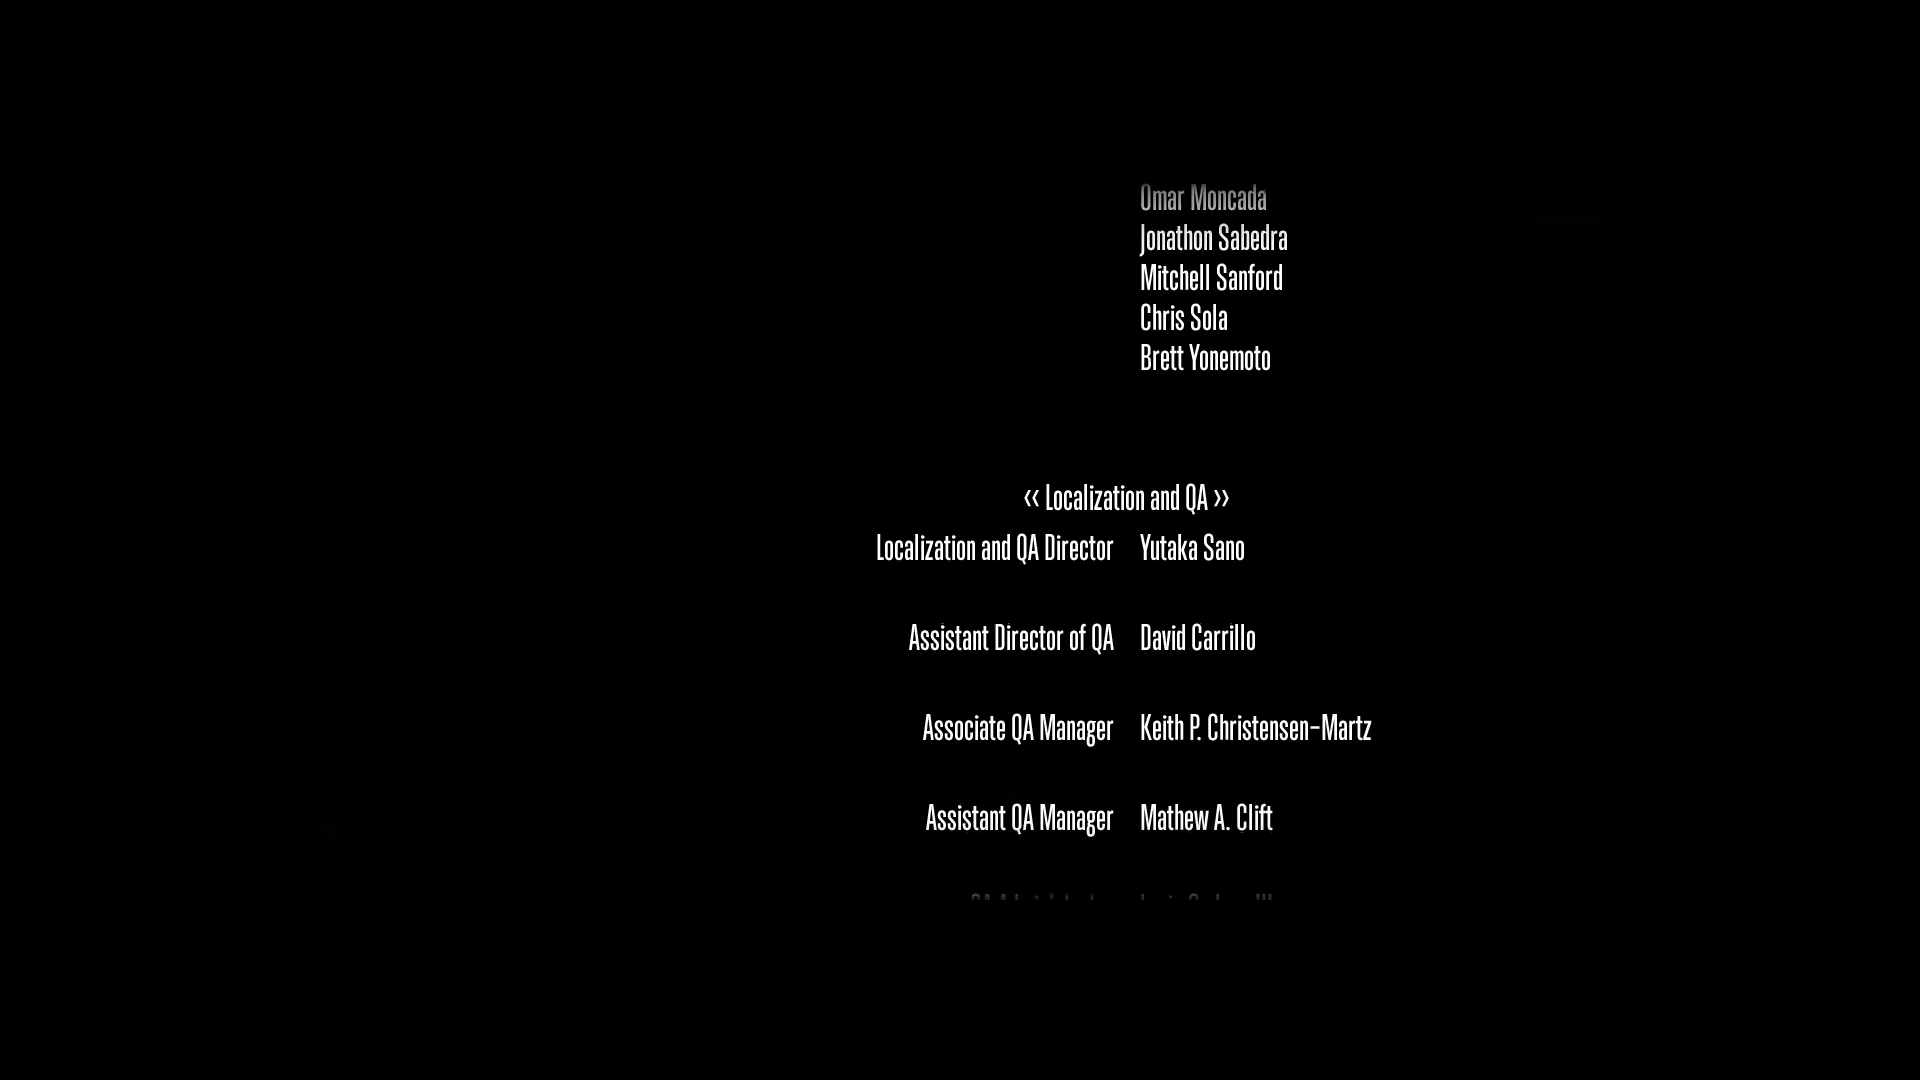 Omar Moncada
Jonathon Sabedra
Mitchell Sanford
Chris Sola
Brett Yonemoto
‹‹ Localization and QA ››
Localization and QA Director Yutaka Sano
Assistant Director of QA David Carrillo
Associate QA Manager Keith P. Christensen-Martz
Assistant QA Manager Mathew A. Clift